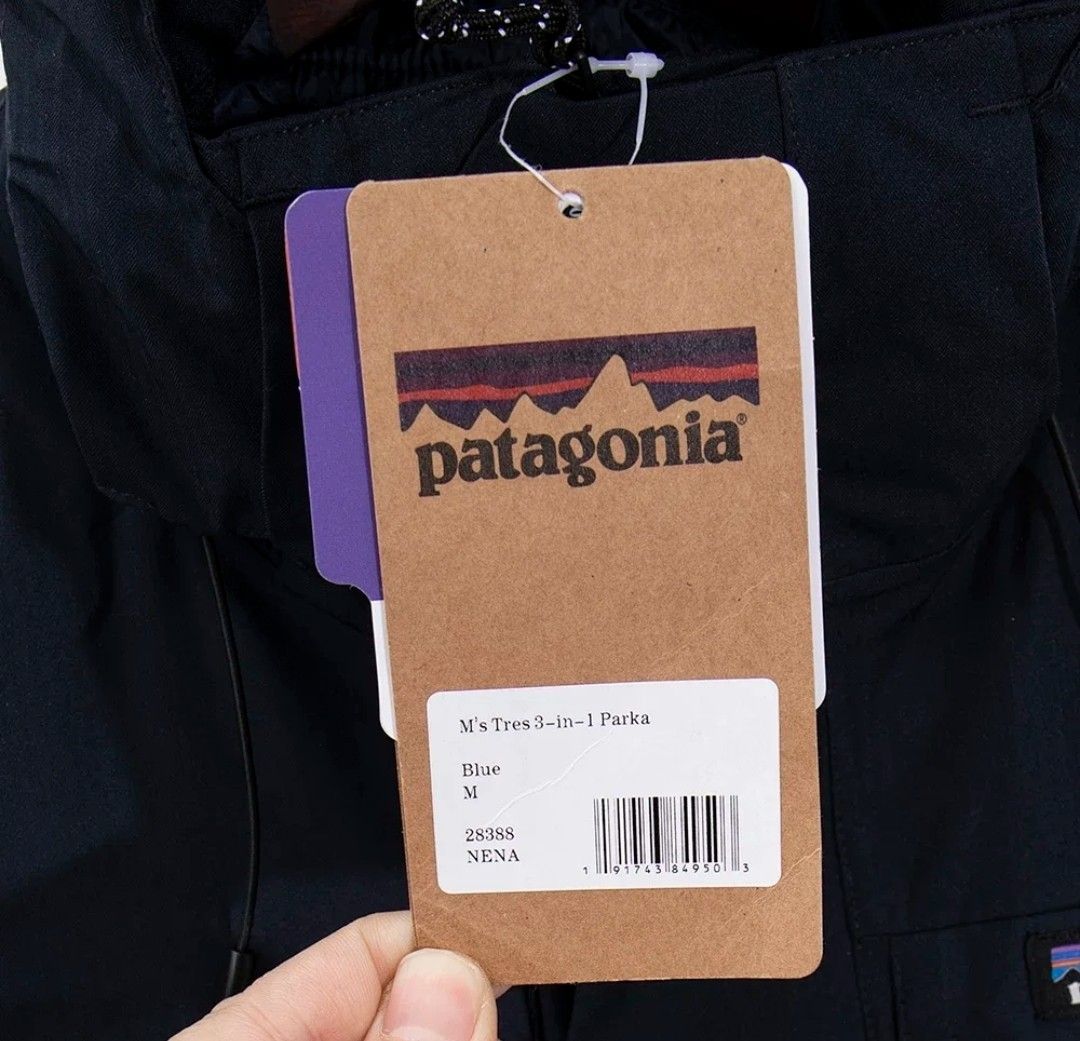 patagonia®
M's Tres 3-in-1 Parka
Blue
M
28388
NENA
1 91743 84950 3